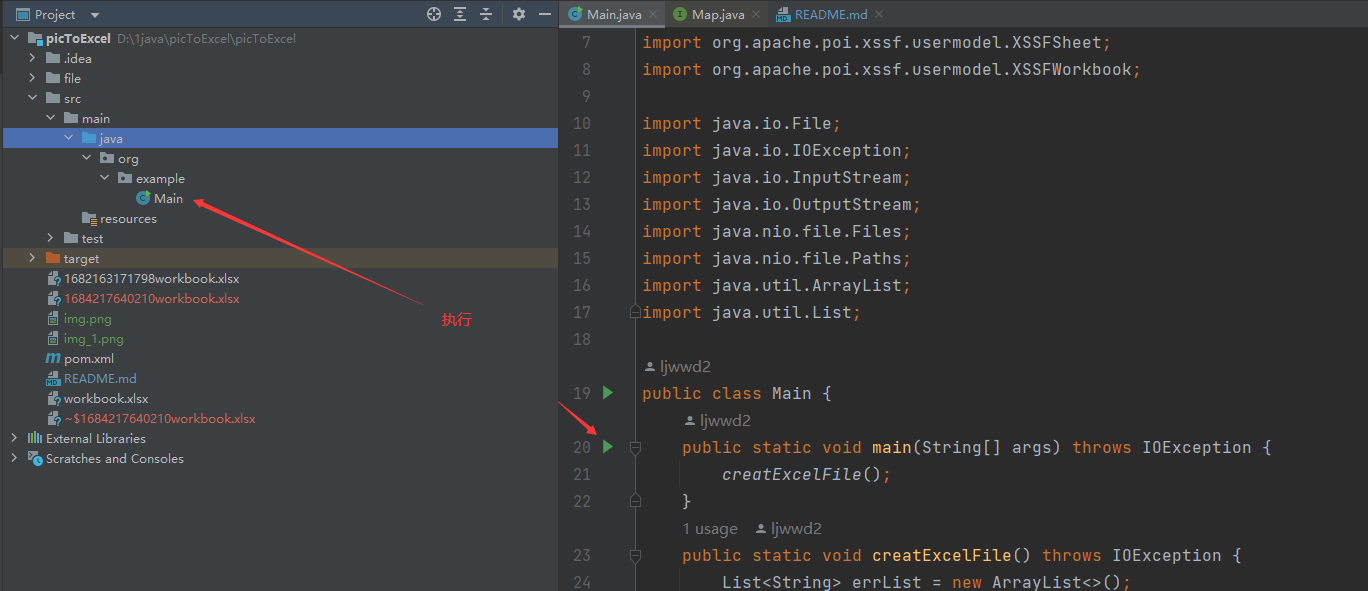 Project
picToExcel D:\1java\picToExcel\picToExcel
.idea
file
src
main
java
org
example
Main
resources
test
target
1682163171798workbook.xlsx
1684217640210workbook.xlsx
img.png
img_1.png
pom.xml
README.md
workbook.xlsx
~$1684217640210workbook.xlsx
External Libraries
Scratches and Consoles
执行
Main.java Map.java README.md
7 import org.apache.poi.xssf.usermodel.XSSFSheet;
8 import org.apache.poi.xssf.usermodel.XSSFWorkbook;
9
10 import java.io.File;
11 import java.io.IOException;
12 import java.io.InputStream;
13 import java.io.OutputStream;
14 import java.nio.file.Files;
15 import java.nio.file.Paths;
16 import java.util.ArrayList;
17 import java.util.List;
18
ljwwd2
19 public class Main {
ljwwd2
20 public static void main(String[] args) throws IOException {
21 creatExcelFile();
22 }
1 usage ljwwd2
23 public static void creatExcelFile() throws IOException {
24 List<String> errList = new ArrayList<>();